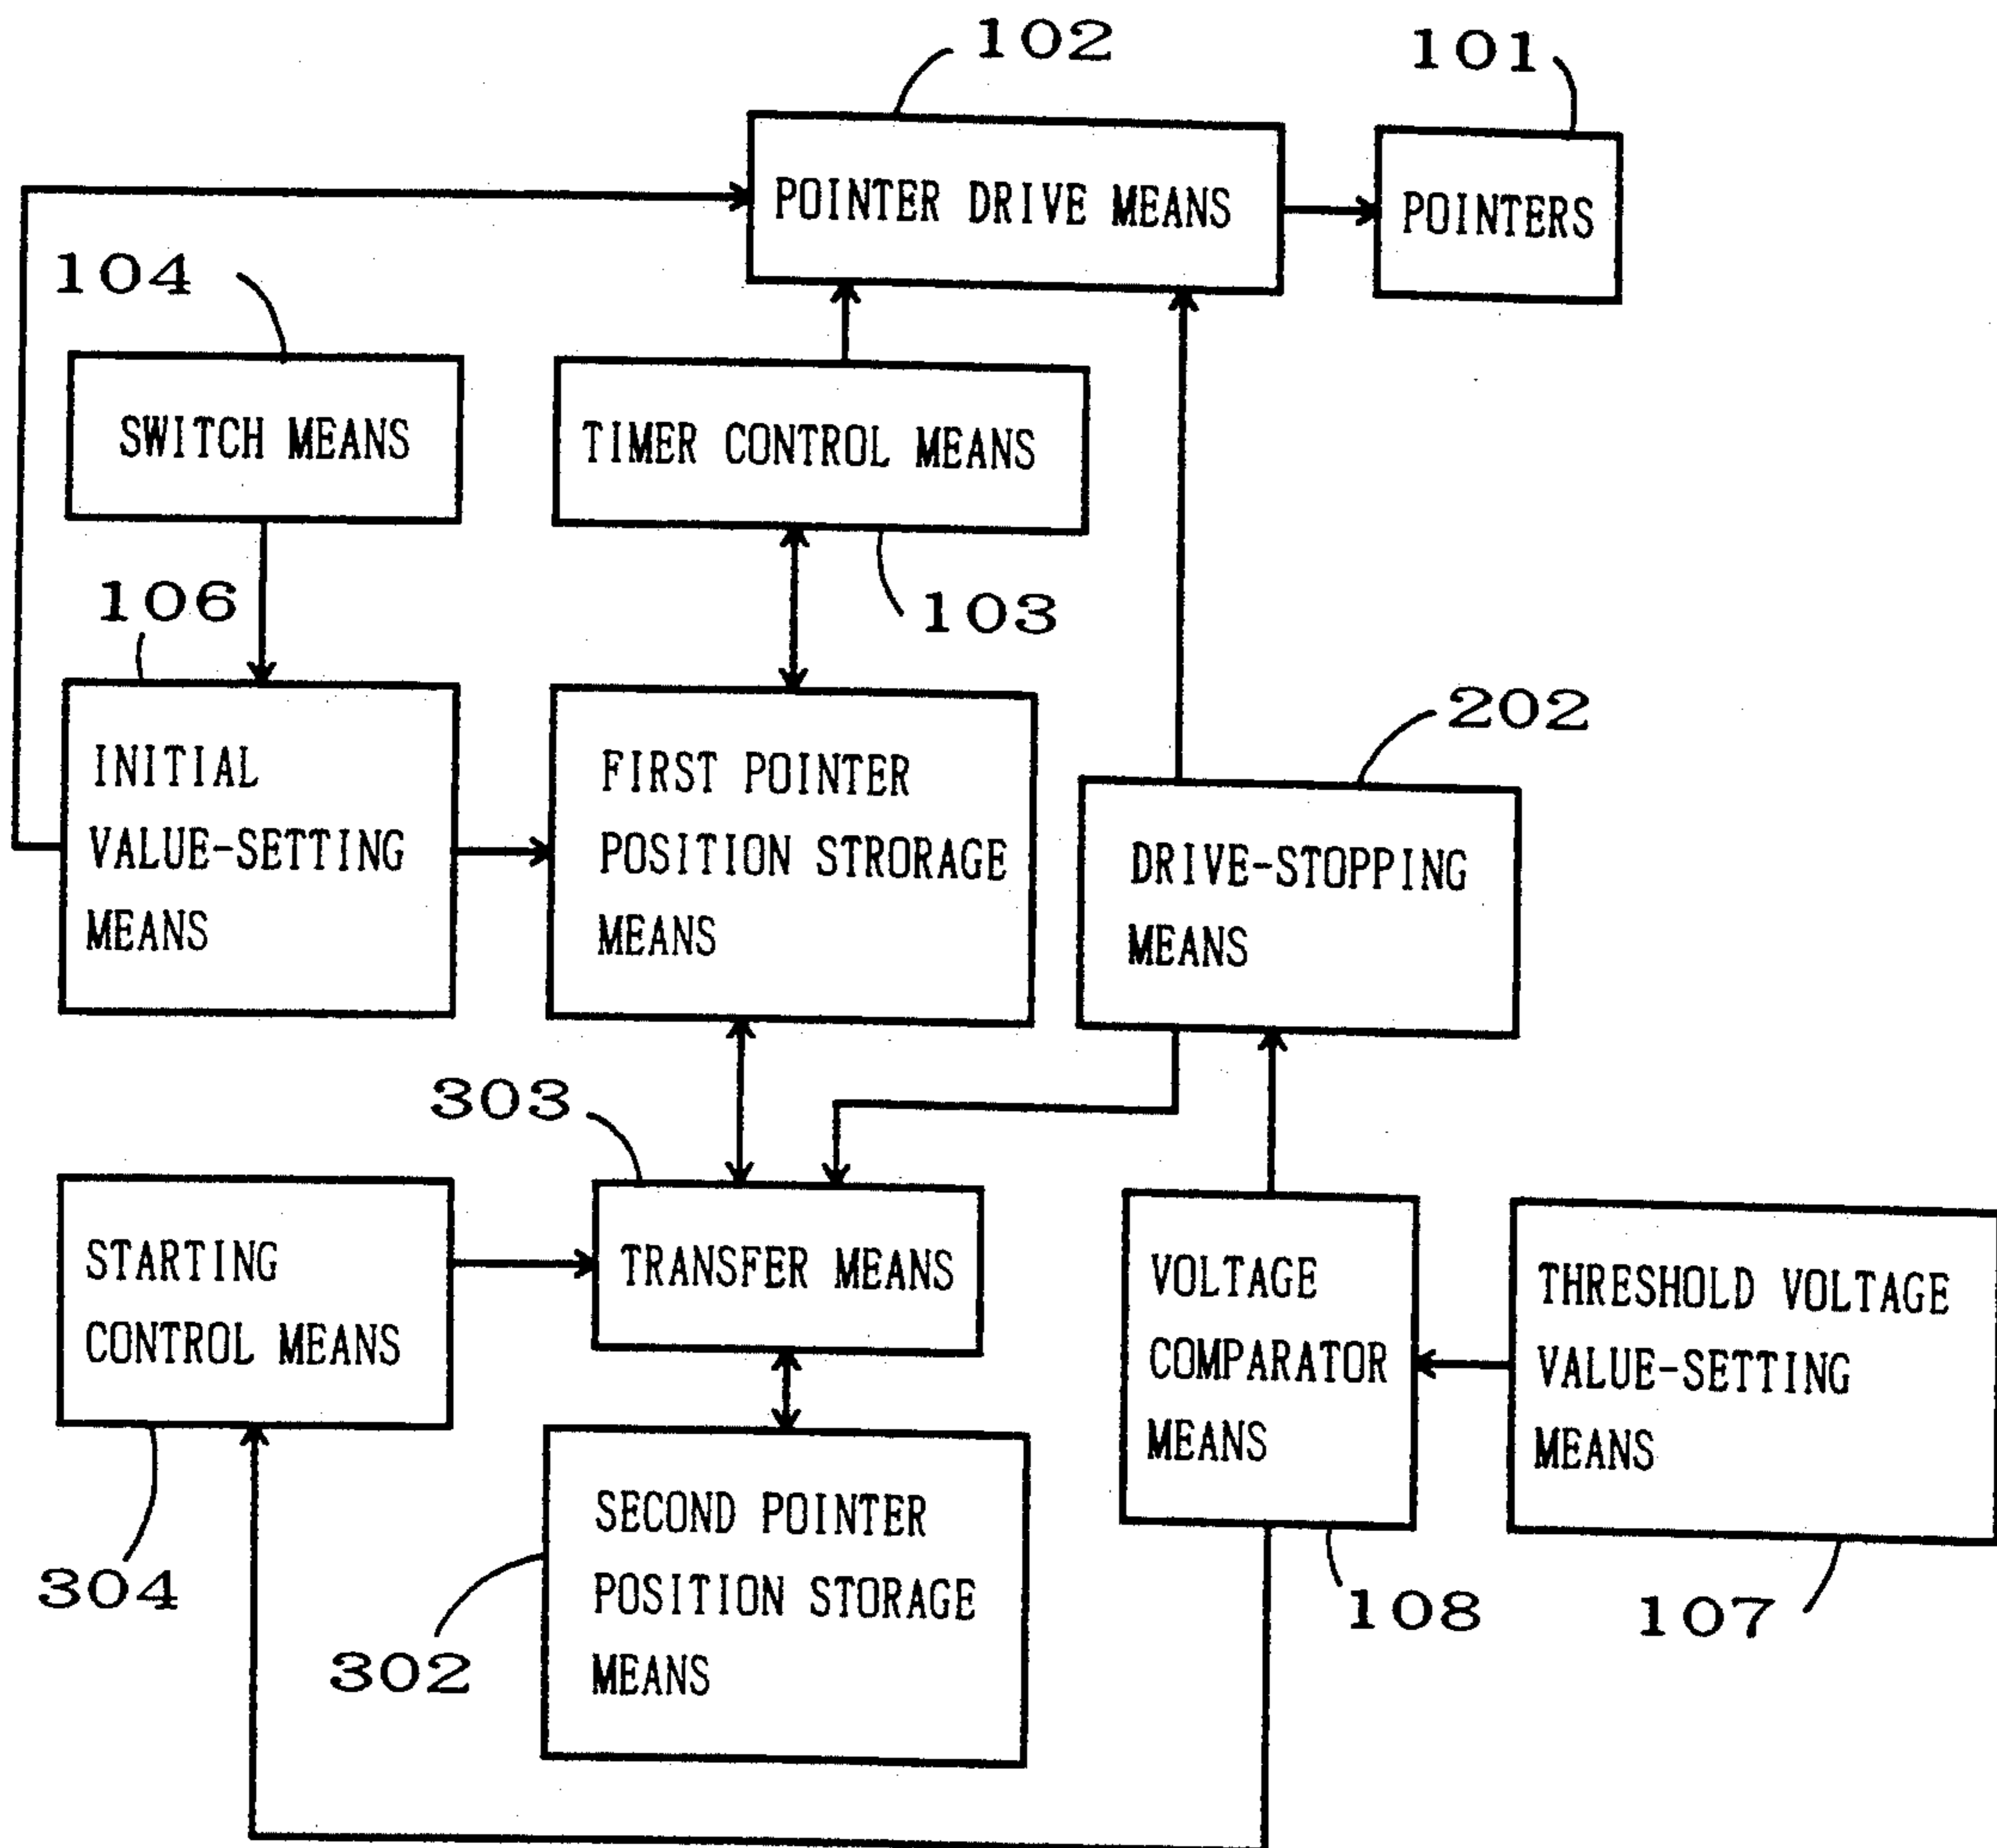 102
101
POINTER DRIVE MEANS
POINTERS
104
SWITCH MEANS
TIMER CONTROL MEANS
106
103
INITIAL
VALUE-SETTING
MEANS
FIRST POINTER
POSITION STRORAGE
MEANS
202
DRIVE-STOPPING
MEANS
303
STARTING
CONTROL MEANS
TRANSFER MEANS
VOLTAGE
COMPARATOR
MEANS
THRESHOLD VOLTAGE
VALUE-SETTING
MEANS
304
SECOND POINTER
POSITION STORAGE
MEANS
302
108
107